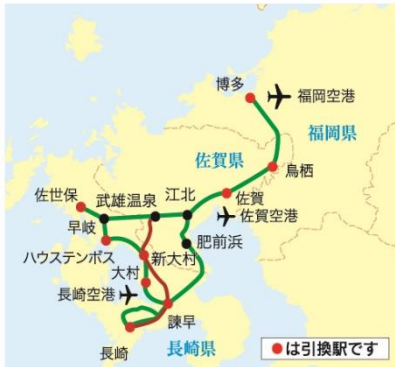 博多
福岡空港
福岡県
佐賀県
鳥栖
佐世保
武雄温泉
江北
佐賀
佐賀空港
早岐
肥前浜
ハウステンボス
新大村
大村
長崎空港
諫早
長崎
長崎県
●は引換駅です